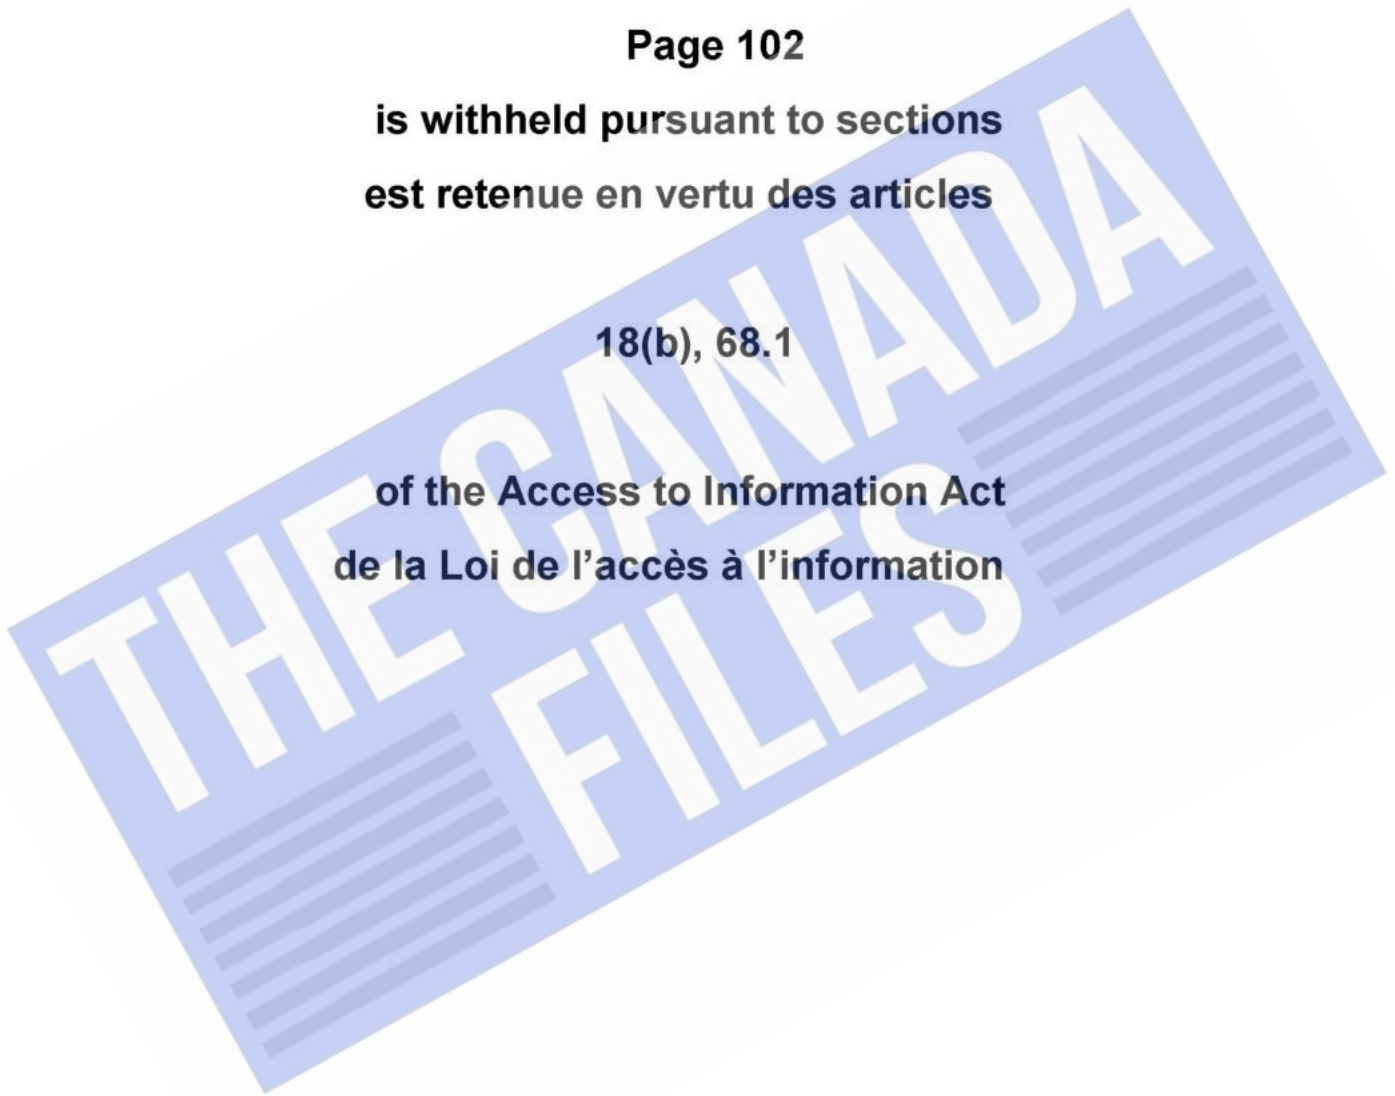 Page 102
is withheld pursuant to sections
est retenue en vertu des articles
18(b), 68.1
of the Access to Information Act
de la Loi de l’accès à l’information
THE CANADA
FILES